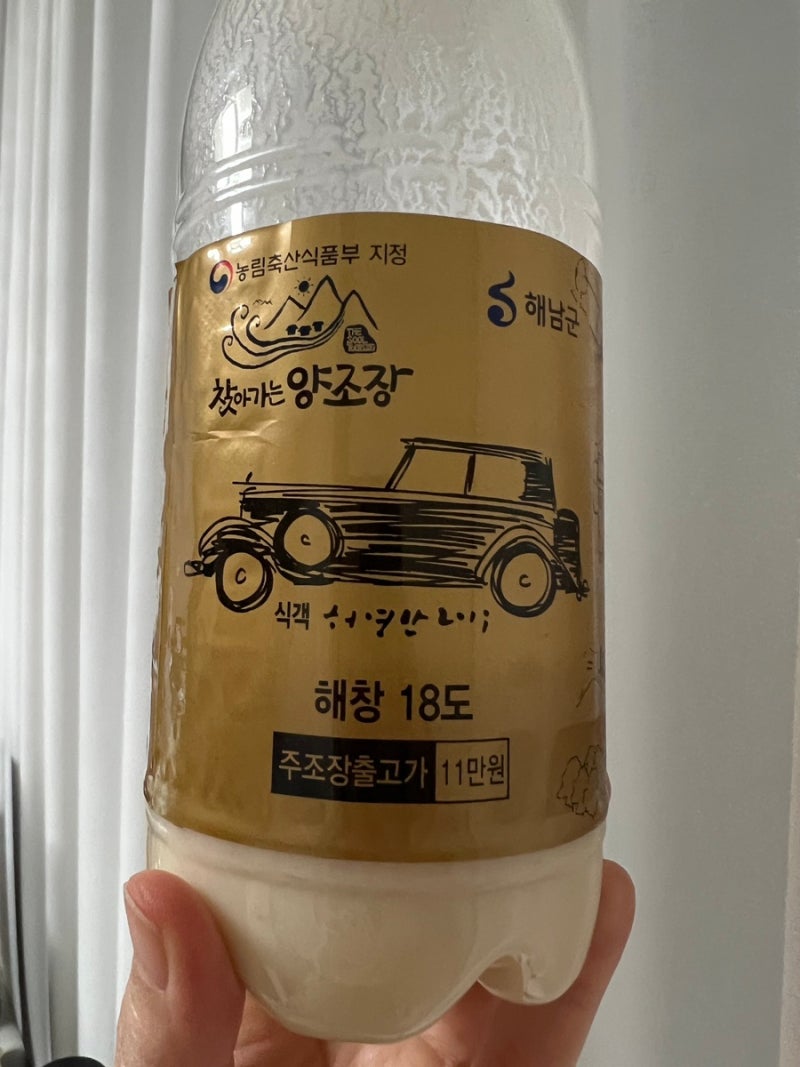 농림축산식품부 지정
THE
SOOL
찾아가는 양조장
해남군
식객 허영만
해창 18도
주조장출고가 11만원